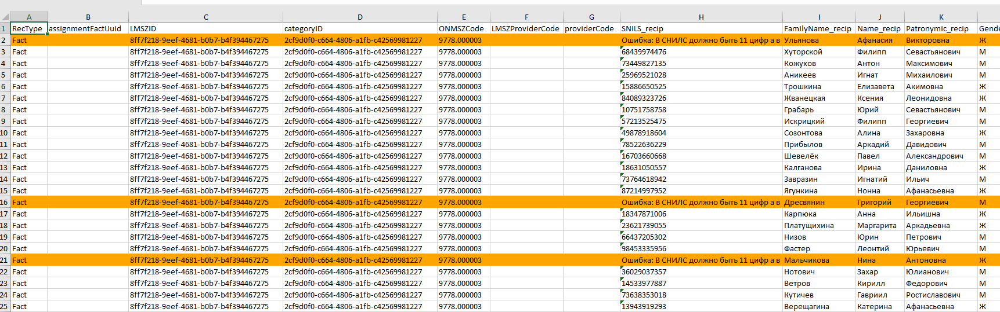 A B C D E F G H I J K
1 RecType assignmentFactUuid LMSZID categoryID ONMSZCode LMSZProviderCode providerCode SNILS_recip FamilyName_recip Name_recip Patronymic_recip Gende
2 Fact 8ff7f218-9eef-4681-b0b7-b4f394467275 2cf9d0f0-c664-4806-a1fb-c42569981227 9778.000003 Ошибка: В СНИЛС должно быть 11 цифр а в Ульянова Афанасия Викторовна Ж
3 Fact 8ff7f218-9eef-4681-b0b7-b4f394467275 2cf9d0f0-c664-4806-a1fb-c42569981227 9778.000003 68439974476 Хуторской Филипп Севастьянович М
4 Fact 8ff7f218-9eef-4681-b0b7-b4f394467275 2cf9d0f0-c664-4806-a1fb-c42569981227 9778.000003 73449827135 Кожухов Антон Максимович М
5 Fact 8ff7f218-9eef-4681-b0b7-b4f394467275 2cf9d0f0-c664-4806-a1fb-c42569981227 9778.000003 25969521028 Аникеев Игнат Михаилович М
6 Fact 8ff7f218-9eef-4681-b0b7-b4f394467275 2cf9d0f0-c664-4806-a1fb-c42569981227 9778.000003 15886650525 Трошкина Елизавета Акимовна Ж
7 Fact 8ff7f218-9eef-4681-b0b7-b4f394467275 2cf9d0f0-c664-4806-a1fb-c42569981227 9778.000003 84089323726 Жванецкая Ксения Леонидовна Ж
8 Fact 8ff7f218-9eef-4681-b0b7-b4f394467275 2cf9d0f0-c664-4806-a1fb-c42569981227 9778.000003 10751758758 Грабарь Юрий Севастьянович М
9 Fact 8ff7f218-9eef-4681-b0b7-b4f394467275 2cf9d0f0-c664-4806-a1fb-c42569981227 9778.000003 57213525475 Искрицкий Филипп Георгиевич М
10 Fact 8ff7f218-9eef-4681-b0b7-b4f394467275 2cf9d0f0-c664-4806-a1fb-c42569981227 9778.000003 49878918604 Созонтова Алина Захаровна Ж
11 Fact 8ff7f218-9eef-4681-b0b7-b4f394467275 2cf9d0f0-c664-4806-a1fb-c42569981227 9778.000003 78522636229 Прибылов Аркадий Давидович М
12 Fact 8ff7f218-9eef-4681-b0b7-b4f394467275 2cf9d0f0-c664-4806-a1fb-c42569981227 9778.000003 16703660668 Шевелёк Павел Александрович М
13 Fact 8ff7f218-9eef-4681-b0b7-b4f394467275 2cf9d0f0-c664-4806-a1fb-c42569981227 9778.000003 18631050557 Калганова Ирина Даниловна Ж
14 Fact 8ff7f218-9eef-4681-b0b7-b4f394467275 2cf9d0f0-c664-4806-a1fb-c42569981227 9778.000003 73764618942 Завразин Игнатий Ильич М
15 Fact 8ff7f218-9eef-4681-b0b7-b4f394467275 2cf9d0f0-c664-4806-a1fb-c42569981227 9778.000003 87214997952 Ягункина Нонна Афанасьевна Ж
16 Fact 8ff7f218-9eef-4681-b0b7-b4f394467275 2cf9d0f0-c664-4806-a1fb-c42569981227 9778.000003 Ошибка: В СНИЛС должно быть 11 цифр а в Дресвянин Григорий Георгиевич М
17 Fact 8ff7f218-9eef-4681-b0b7-b4f394467275 2cf9d0f0-c664-4806-a1fb-c42569981227 9778.000003 18347871006 Карпюка Анна Ильишна Ж
18 Fact 8ff7f218-9eef-4681-b0b7-b4f394467275 2cf9d0f0-c664-4806-a1fb-c42569981227 9778.000003 23621739055 Платущихина Маргарита Аркадьевна Ж
19 Fact 8ff7f218-9eef-4681-b0b7-b4f394467275 2cf9d0f0-c664-4806-a1fb-c42569981227 9778.000003 66437205302 Низов Юрин Петрович М
20 Fact 8ff7f218-9eef-4681-b0b7-b4f394467275 2cf9d0f0-c664-4806-a1fb-c42569981227 9778.000003 98453335956 Фастер Леонтий Юрьевич М
21 Fact 8ff7f218-9eef-4681-b0b7-b4f394467275 2cf9d0f0-c664-4806-a1fb-c42569981227 9778.000003 Ошибка: В СНИЛС должно быть 11 цифр а в Мальчикова Нина Антоновна Ж
22 Fact 8ff7f218-9eef-4681-b0b7-b4f394467275 2cf9d0f0-c664-4806-a1fb-c42569981227 9778.000003 36029037357 Нотович Захар Юлианович М
23 Fact 8ff7f218-9eef-4681-b0b7-b4f394467275 2cf9d0f0-c664-4806-a1fb-c42569981227 9778.000003 14533977887 Ветров Кирилл Федорович М
24 Fact 8ff7f218-9eef-4681-b0b7-b4f394467275 2cf9d0f0-c664-4806-a1fb-c42569981227 9778.000003 73638353018 Кутичев Гавриил Ростиславович М
25 Fact 8ff7f218-9eef-4681-b0b7-b4f394467275 2cf9d0f0-c664-4806-a1fb-c42569981227 9778.000003 13943919293 Верещагина Катерина Афанасьевна Ж